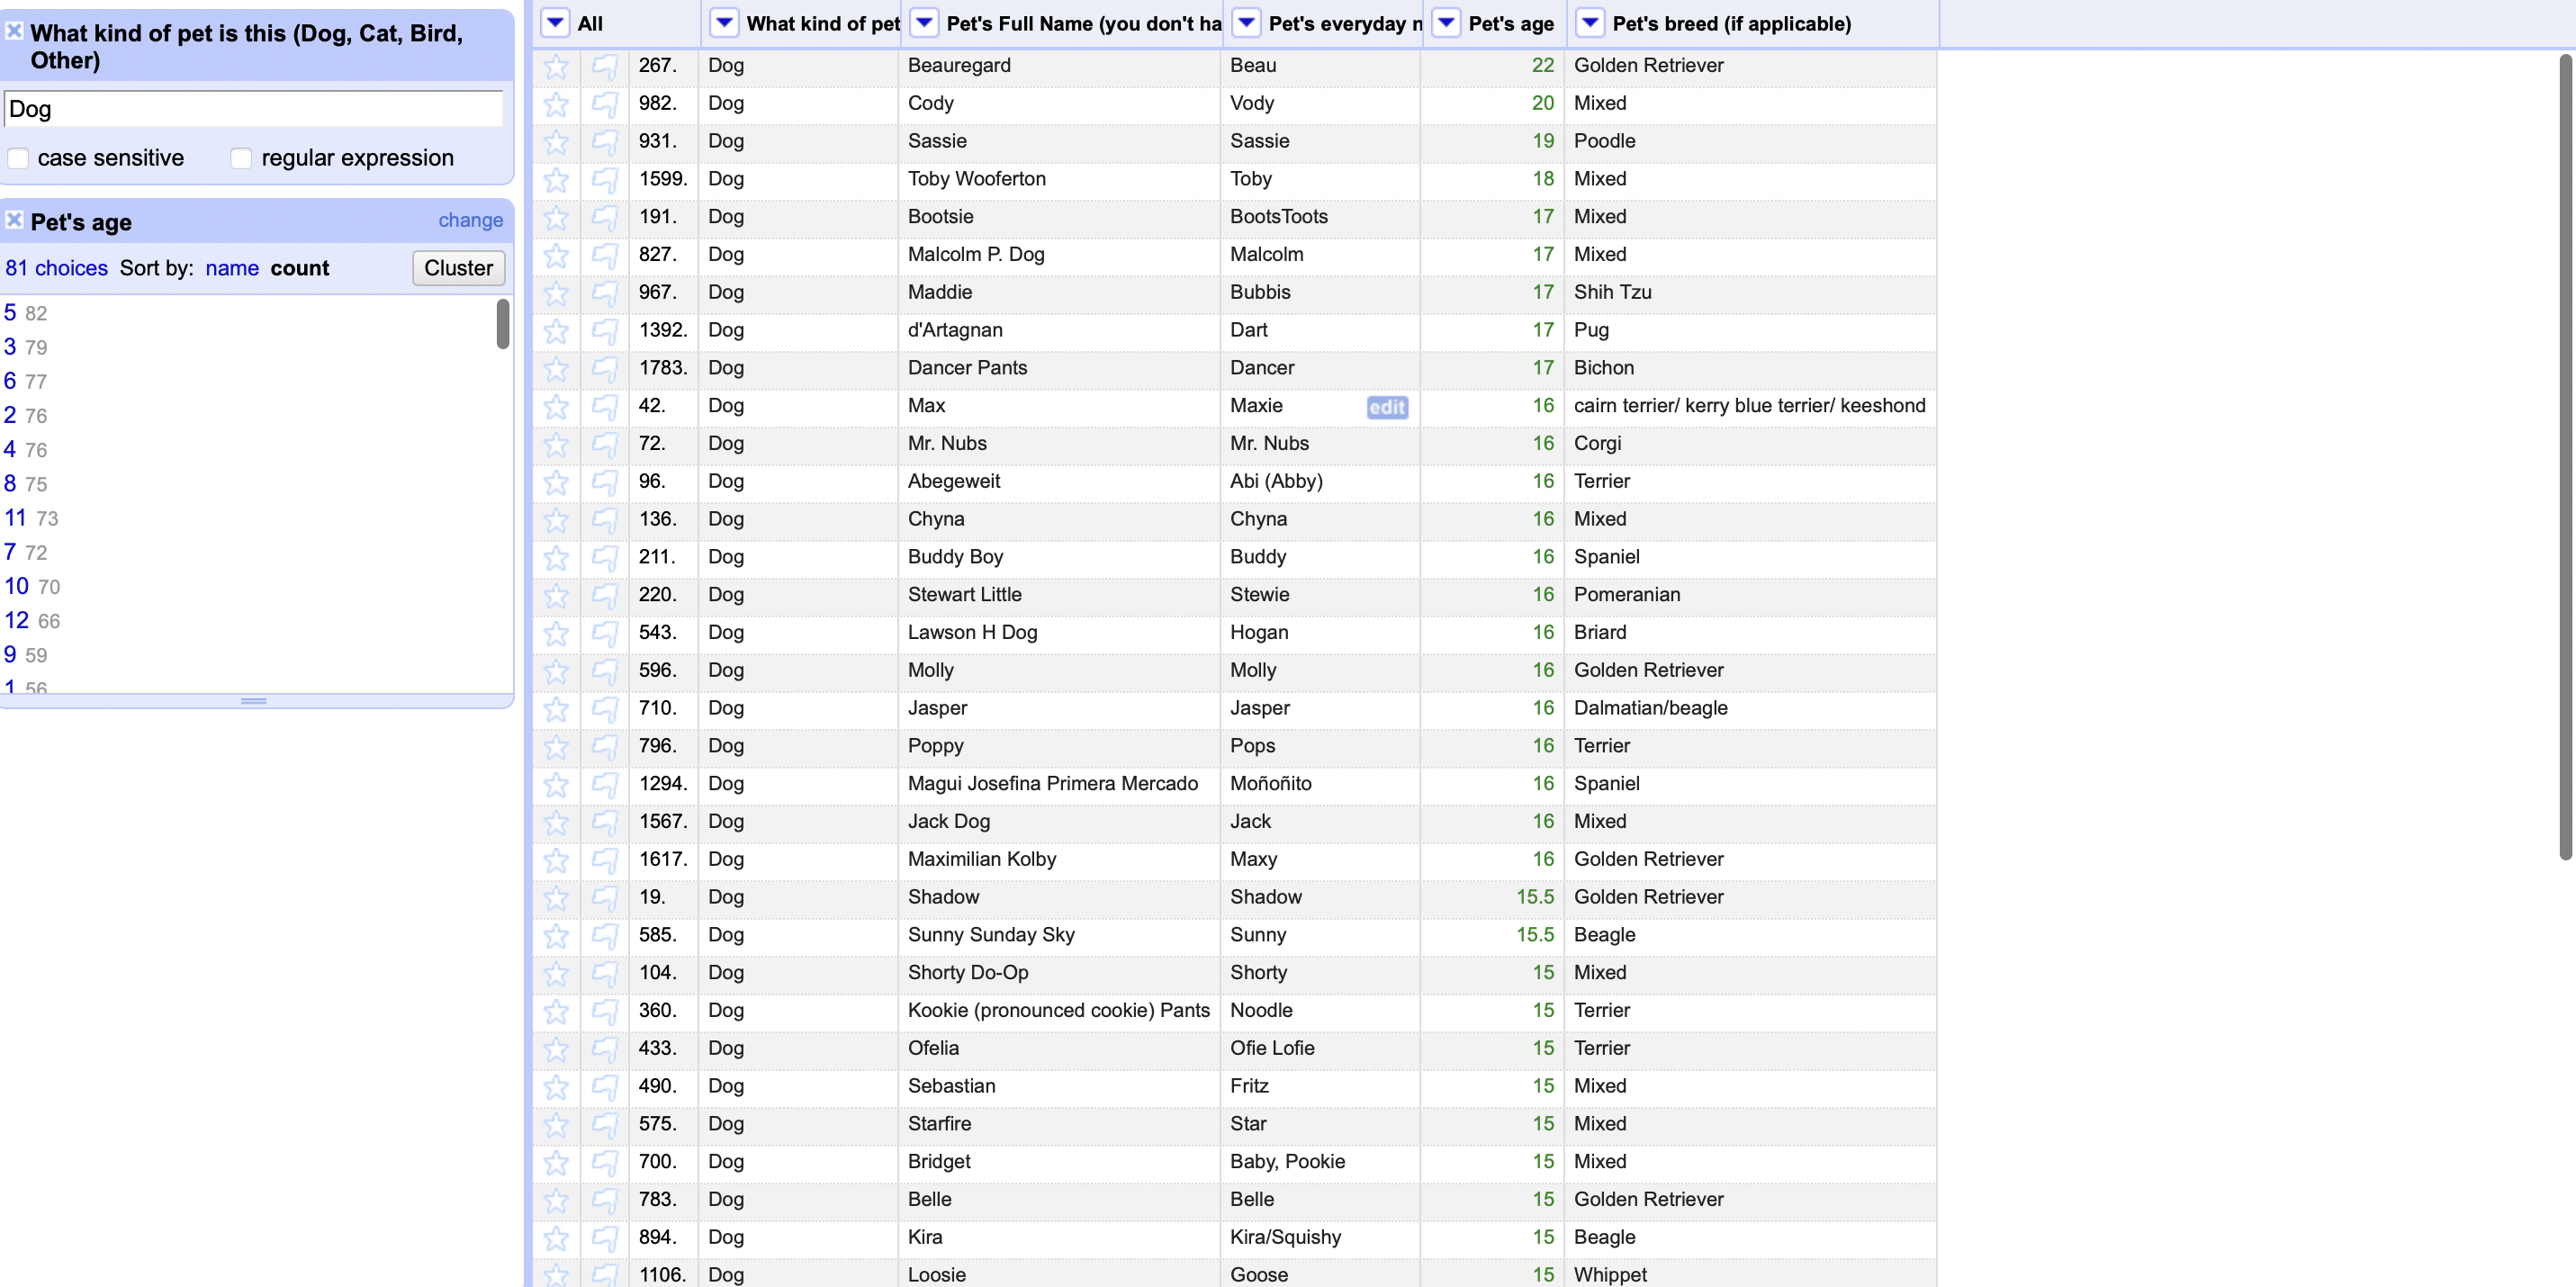 What kind of pet is this (Dog, Cat, Bird,
Other)
Dog
case sensitive regular expression
Pet's age change
81 choices Sort by: name count Cluster
5 82
3 79
6 77
2 76
4 76
8 75
11 73
7 72
10 70
12 66
9 59
1 56
All What kind of pet Pet's Full Name (you don't ha Pet's everyday n Pet's age Pet's breed (if applicable)
267. Dog Beauregard Beau 22 Golden Retriever
982. Dog Cody Vody 20 Mixed
931. Dog Sassie Sassie 19 Poodle
1599. Dog Toby Wooferton Toby 18 Mixed
191. Dog Bootsie BootsToots 17 Mixed
827. Dog Malcolm P. Dog Malcolm 17 Mixed
967. Dog Maddie Bubbis 17 Shih Tzu
1392. Dog d'Artagnan Dart 17 Pug
1783. Dog Dancer Pants Dancer 17 Bichon
42. Dog Max Maxie edit 16 cairn terrier/ kerry blue terrier/ keeshond
72. Dog Mr. Nubs Mr. Nubs 16 Corgi
96. Dog Abegeweit Abi (Abby) 16 Terrier
136. Dog Chyna Chyna 16 Mixed
211. Dog Buddy Boy Buddy 16 Spaniel
220. Dog Stewart Little Stewie 16 Pomeranian
543. Dog Lawson H Dog Hogan 16 Briard
596. Dog Molly Molly 16 Golden Retriever
710. Dog Jasper Jasper 16 Dalmatian/beagle
796. Dog Poppy Pops 16 Terrier
1294. Dog Magui Josefina Primera Mercado Moñoñito 16 Spaniel
1567. Dog Jack Dog Jack 16 Mixed
1617. Dog Maximilian Kolby Maxy 16 Golden Retriever
19. Dog Shadow Shadow 15.5 Golden Retriever
585. Dog Sunny Sunday Sky Sunny 15.5 Beagle
104. Dog Shorty Do-Op Shorty 15 Mixed
360. Dog Kookie (pronounced cookie) Pants Noodle 15 Terrier
433. Dog Ofelia Ofie Lofie 15 Terrier
490. Dog Sebastian Fritz 15 Mixed
575. Dog Starfire Star 15 Mixed
700. Dog Bridget Baby, Pookie 15 Mixed
783. Dog Belle Belle 15 Golden Retriever
894. Dog Kira Kira/Squishy 15 Beagle
1106. Dog Loosie Goose 15 Whippet